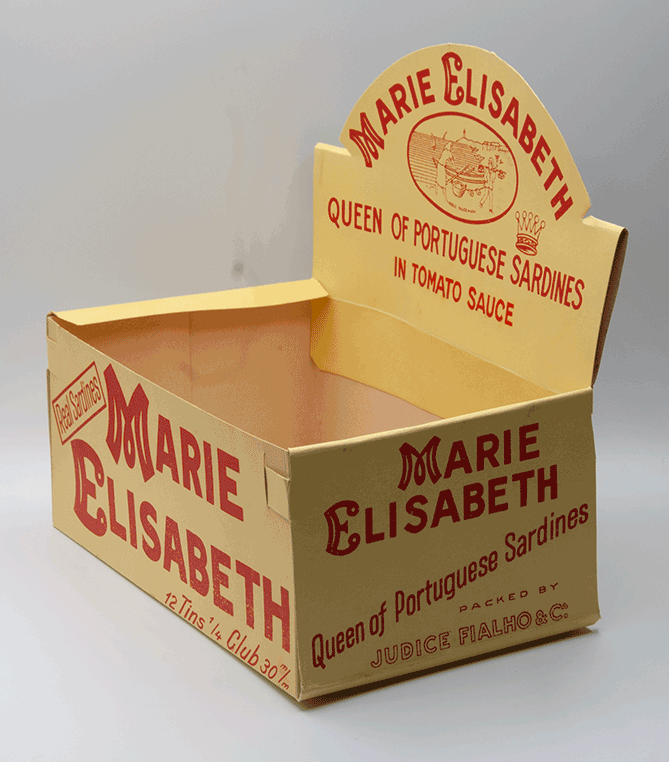 MARIE ELISABETH
QUEEN OF PORTUGUESE SARDINES
IN TOMATO SAUCE
Real Sardines
MARIE
ELISABETH
12 Tins ¼ Club 30 m/m
MARIE
ELISABETH
Queen of Portuguese Sardines
PACKED BY
JUDICE FIALHO & Cº